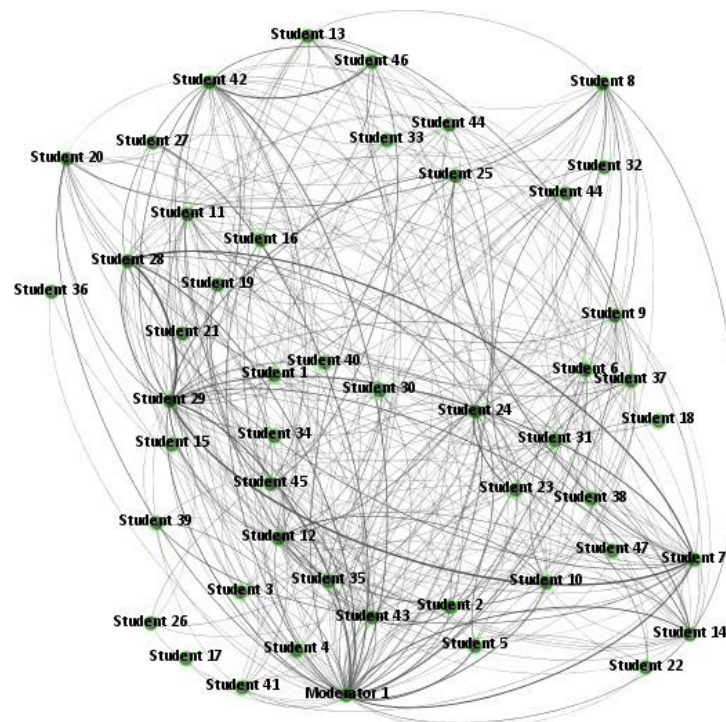 Student 13
Student 46
Student 42
Student 8
Student 44
Student 33
Student 27
Student 20
Student 32
Student 25
Student 44
Student 11
Student 16
Student 28
Student 19
Student 36
Student 9
Student 21
Student 40
Student 1
Student 6
Student 37
Student 30
Student 29
Student 24
Student 18
Student 34
Student 31
Student 15
Student 45
Student 23
Student 38
Student 39
Student 12
Student 47
Student 7
Student 35
Student 10
Student 3
Student 2
Student 43
Student 26
Student 14
Student 5
Student 4
Student 17
Student 22
Student 41
Moderator 1